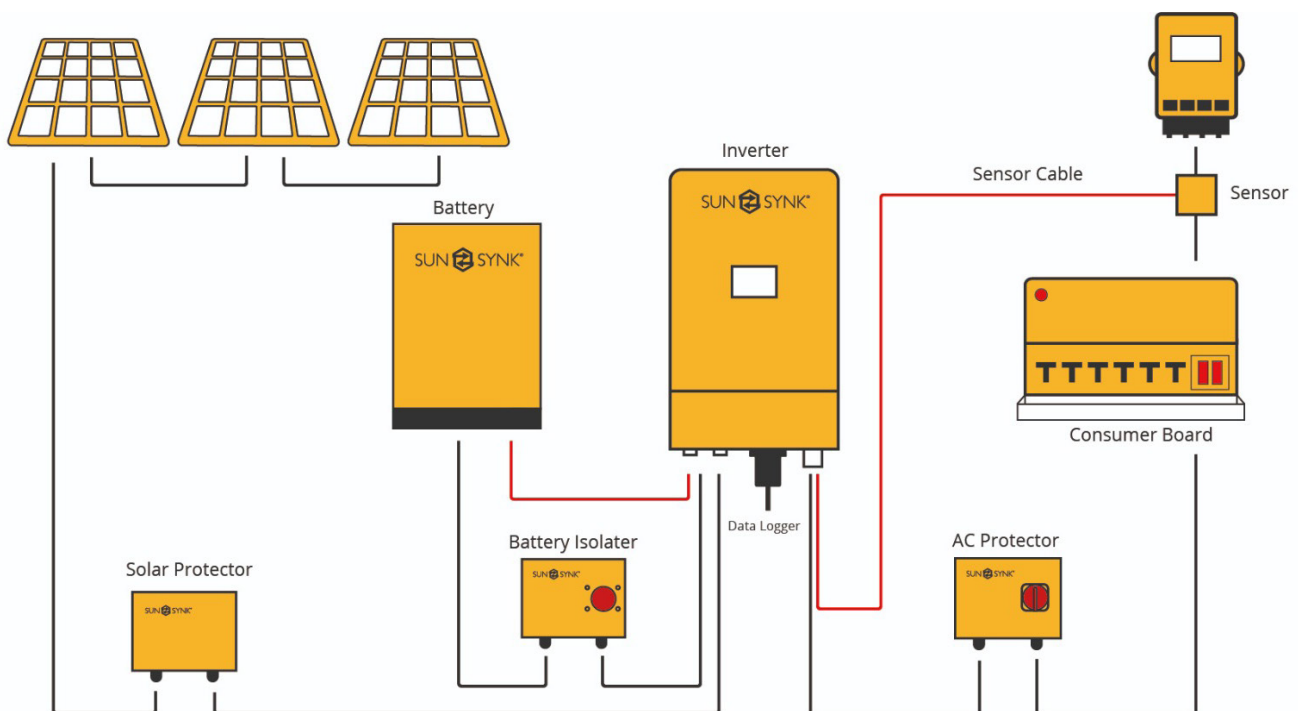 Inverter
SUN SYNK®
Sensor Cable
Sensor
Battery
SUN SYNK®
Consumer Board
Data Logger
Battery Isolater
SUN SYNK®
AC Protector
SUN SYNK®
Solar Protector
SUN SYNK®